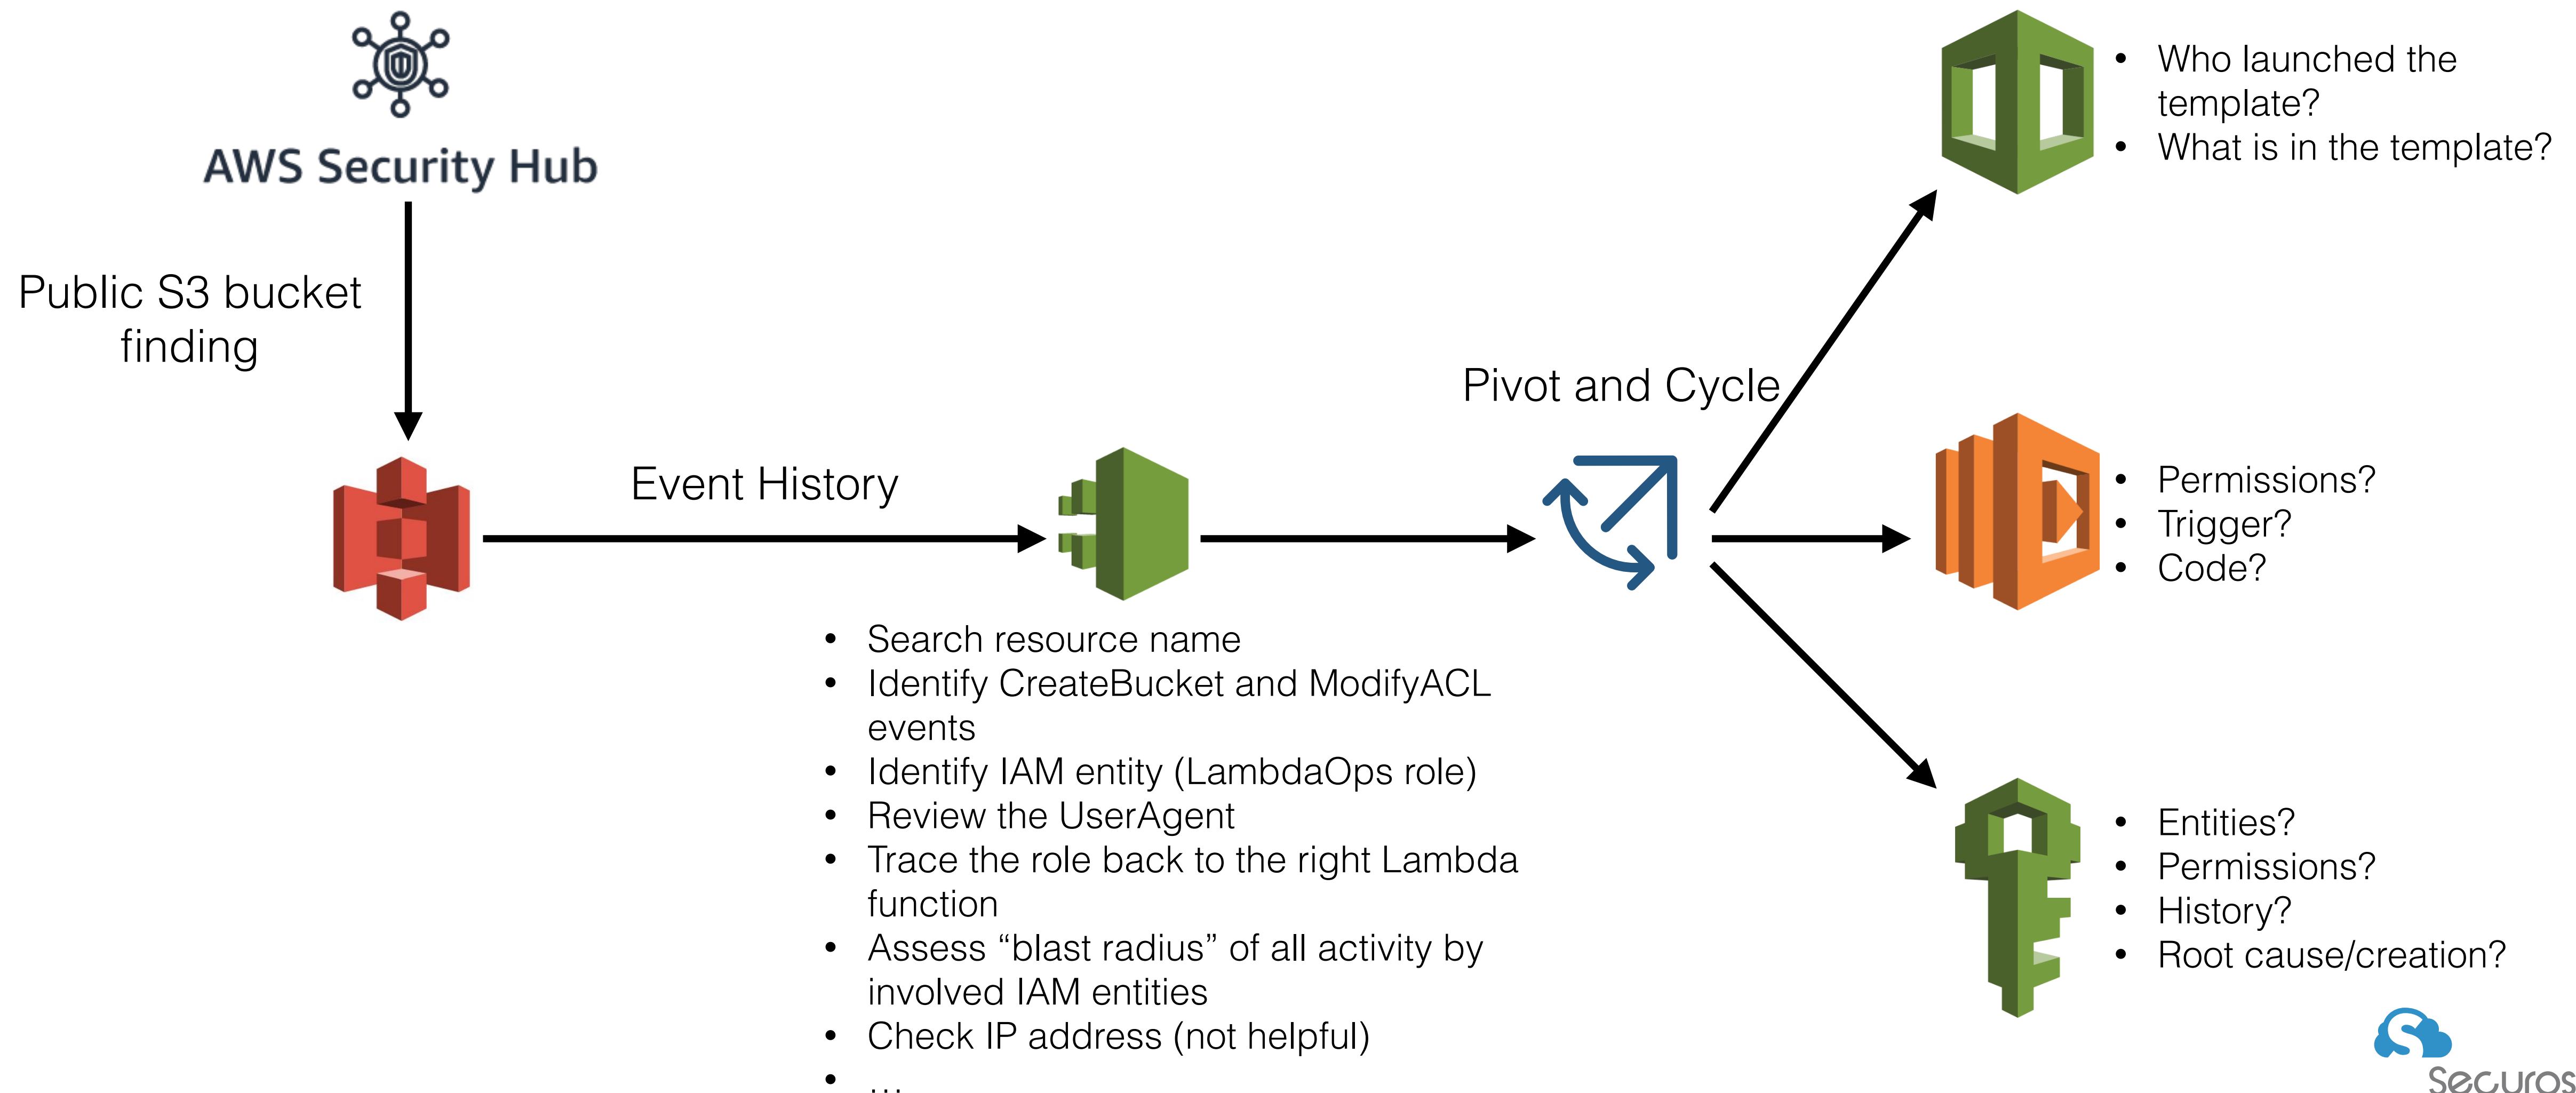 AWS Security Hub
Public S3 bucket
finding
Event History
• Search resource name
• Identify CreateBucket and ModifyACL
events
• Identify IAM entity (LambdaOps role)
• Review the UserAgent
• Trace the role back to the right Lambda
function
• Assess “blast radius” of all activity by
involved IAM entities
• Check IP address (not helpful)
• …
Pivot and Cycle
• Who launched the
template?
• What is in the template?
• Permissions?
• Trigger?
• Code?
• Entities?
• Permissions?
• History?
• Root cause/creation?
Securos